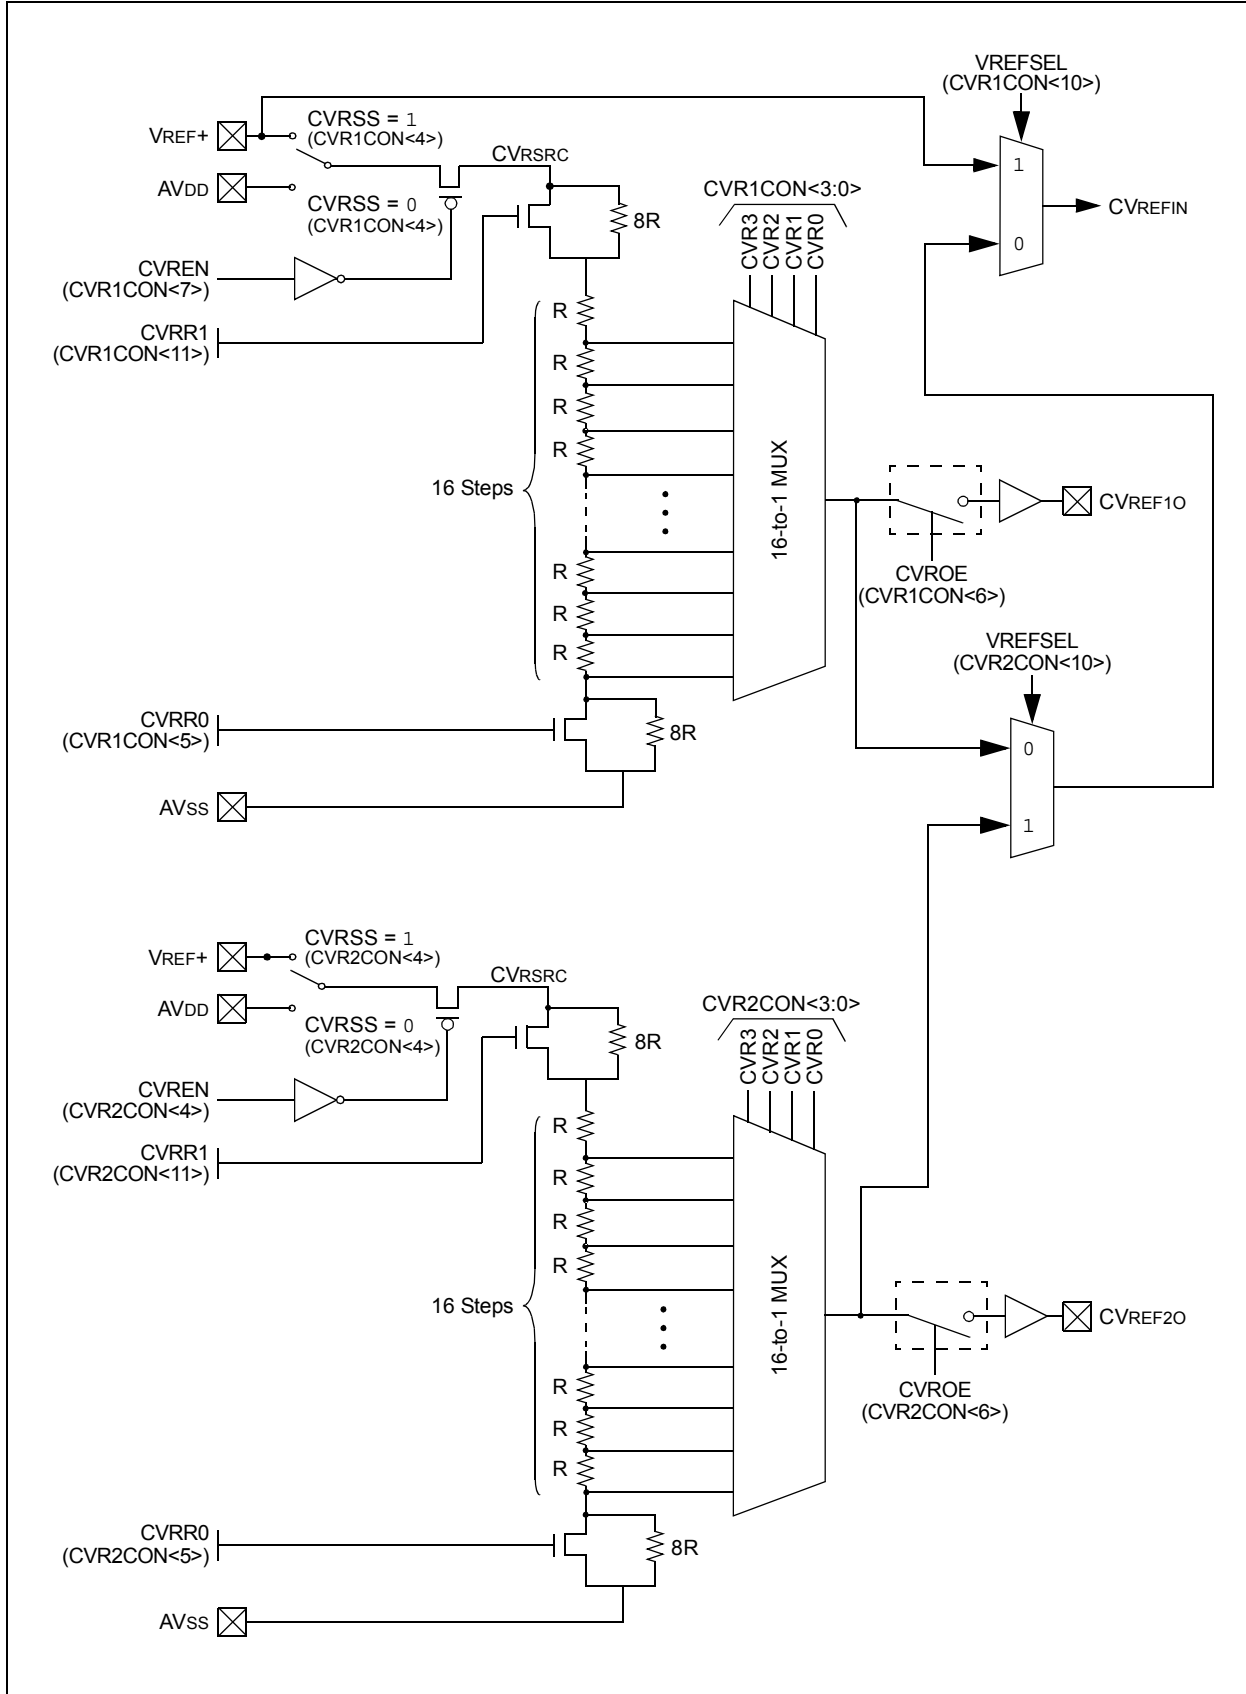 VREFSEL
(CVR1CON<10>)
VREF+
CVRSS = 1
(CVR1CON<4>)
CVRSRC
AVDD
CVRSS = 0
(CVR1CON<4>)
8R
CVR1CON<3:0>
CVR3
CVR2
CVR1
CVR0
1
0
CVREFIN
CVREN
(CVR1CON<7>)
CVRR1
(CVR1CON<11>)
R
R
R
R
16 Steps
16-to-1 MUX
CVREF1O
CVROE
(CVR1CON<6>)
R
R
R
VREFSEL
(CVR2CON<10>)
CVRR0
(CVR1CON<5>)
8R
0
1
AVSS
VREF+
CVRSS = 1
(CVR2CON<4>)
CVRSRC
AVDD
CVRSS = 0
(CVR2CON<4>)
8R
CVR2CON<3:0>
CVR3
CVR2
CVR1
CVR0
CVREN
(CVR2CON<4>)
CVRR1
(CVR2CON<11>)
R
R
R
R
16 Steps
16-to-1 MUX
CVREF2O
CVROE
(CVR2CON<6>)
R
R
R
CVRR0
(CVR2CON<5>)
8R
AVSS